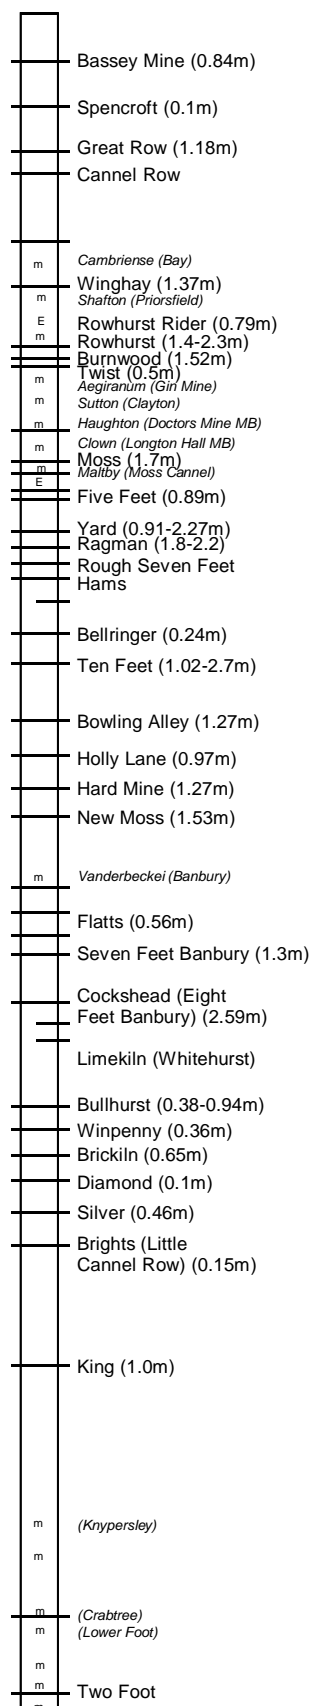 Bassey Mine (0.84m)
Spencroft (0.1m)
Great Row (1.18m)
Cannel Row
m Cambriense (Bay)
Winghay (1.37m)
m Shafton (Priorsfield)
E Rowhurst Rider (0.79m)
m
Rowhurst (1.4-2.3m)
Burnwood (1.52m)
Twist (0.5m)
m Aegiranum (Gin Mine)
m Sutton (Clayton)
m Haughton (Doctors Mine MB)
m Clown (Longton Hall MB)
Moss (1.7m)
m Maltby (Moss Cannel)
E
Five Feet (0.89m)
Yard (0.91-2.27m)
Ragman (1.8-2.2)
Rough Seven Feet
Hams
Bellringer (0.24m)
Ten Feet (1.02-2.7m)
Bowling Alley (1.27m)
Holly Lane (0.97m)
Hard Mine (1.27m)
New Moss (1.53m)
m Vanderbeckei (Banbury)
Flatts (0.56m)
Seven Feet Banbury (1.3m)
Cockshead (Eight
Feet Banbury) (2.59m)
Limekiln (Whitehurst)
Bullhurst (0.38-0.94m)
Winpenny (0.36m)
Brickiln (0.65m)
Diamond (0.1m)
Silver (0.46m)
Brights (Little
Cannel Row) (0.15m)
King (1.0m)
m (Knypersley)
m
m (Crabtree)
m (Lower Foot)
m
m
Two Foot
m